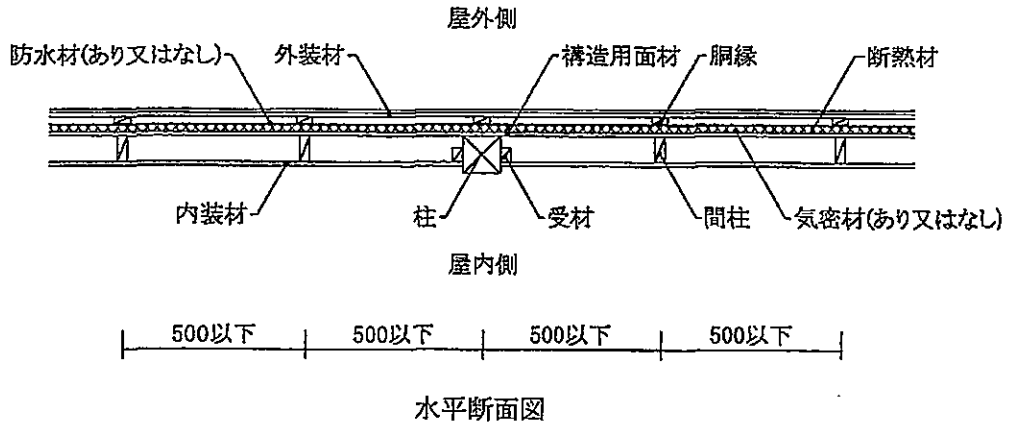 屋外側
防水材(あり又はなし) 外装材 構造用面材 胴縁 断熱材
内装材 柱 受材 間柱 気密材(あり又はなし)
屋内側
500以下 500以下 500以下 500以下
水平断面図